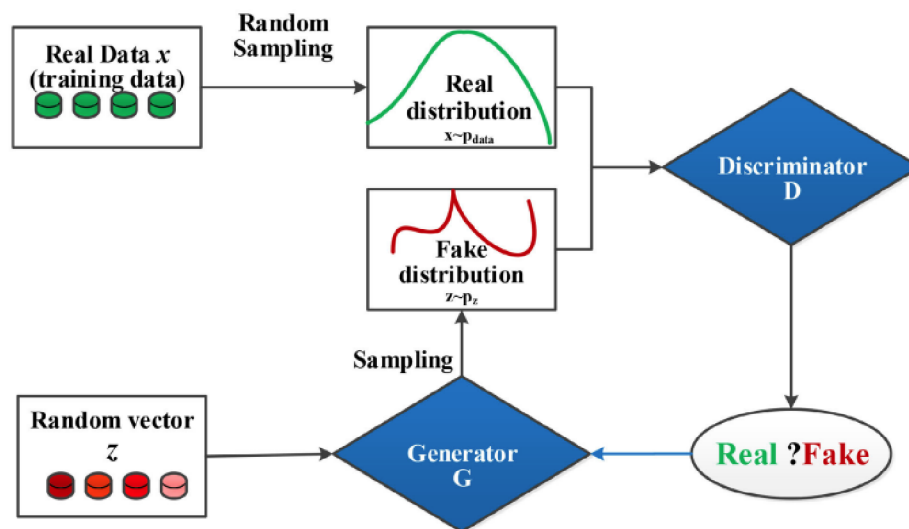 Real Data x
(training data)
Random
Sampling
Real
distribution
x~pdata
Discriminator
D
Fake
distribution
z~pz
Sampling
Random vector
z
Generator
G
Real ?Fake